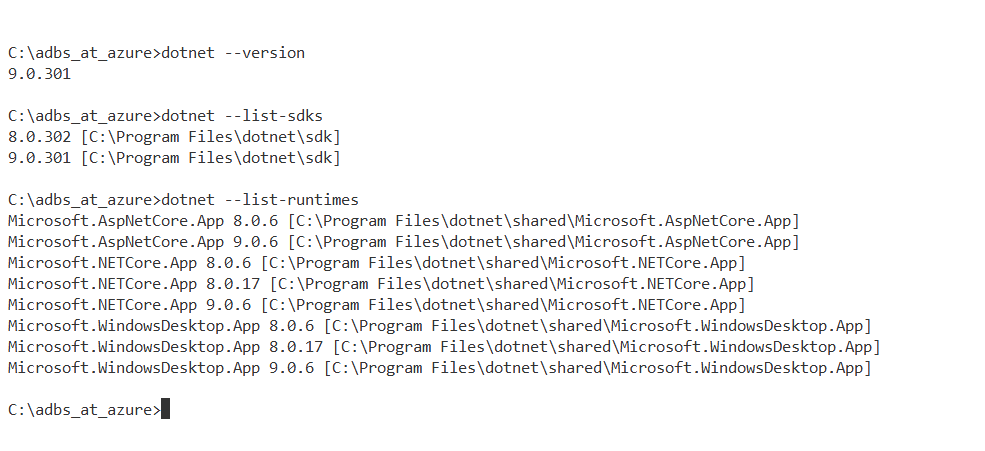 C:\adbs_at_azure>dotnet --version
9.0.301
C:\adbs_at_azure>dotnet --list-sdks
8.0.302 [C:\Program Files\dotnet\sdk]
9.0.301 [C:\Program Files\dotnet\sdk]
C:\adbs_at_azure>dotnet --list-runtimes
Microsoft.AspNetCore.App 8.0.6 [C:\Program Files\dotnet\shared\Microsoft.AspNetCore.App]
Microsoft.AspNetCore.App 9.0.6 [C:\Program Files\dotnet\shared\Microsoft.AspNetCore.App]
Microsoft.NETCore.App 8.0.6 [C:\Program Files\dotnet\shared\Microsoft.NETCore.App]
Microsoft.NETCore.App 8.0.17 [C:\Program Files\dotnet\shared\Microsoft.NETCore.App]
Microsoft.NETCore.App 9.0.6 [C:\Program Files\dotnet\shared\Microsoft.NETCore.App]
Microsoft.WindowsDesktop.App 8.0.6 [C:\Program Files\dotnet\shared\Microsoft.WindowsDesktop.App]
Microsoft.WindowsDesktop.App 8.0.17 [C:\Program Files\dotnet\shared\Microsoft.WindowsDesktop.App]
Microsoft.WindowsDesktop.App 9.0.6 [C:\Program Files\dotnet\shared\Microsoft.WindowsDesktop.App]
C:\adbs_at_azure>